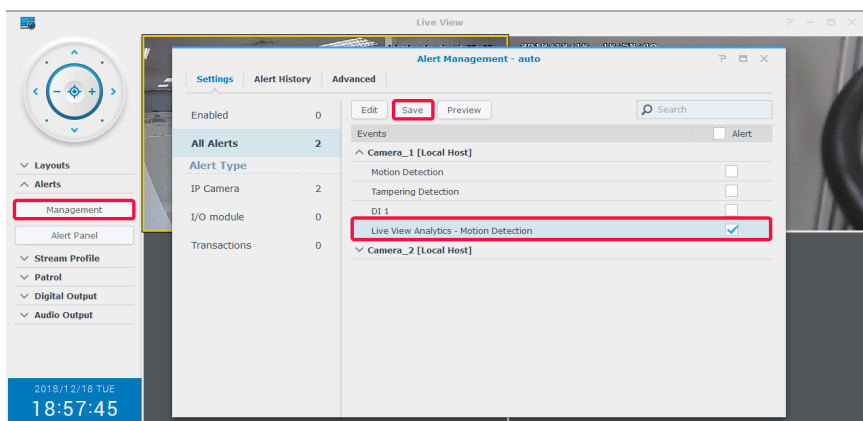 Live View
Alert Management - auto
Settings Alert History Advanced
Enabled 0
All Alerts 2
Alert Type
IP Camera 2
I/O module 0
Transactions 0
Edit Save Preview Search
Events Alert
Camera_1 [Local Host]
Motion Detection
Tampering Detection
DI 1
Live View Analytics - Motion Detection
Camera_2 [Local Host]
Layouts
Alerts
Management
Alert Panel
Stream Profile
Patrol
Digital Output
Audio Output
2018/12/18 TUE
18:57:45